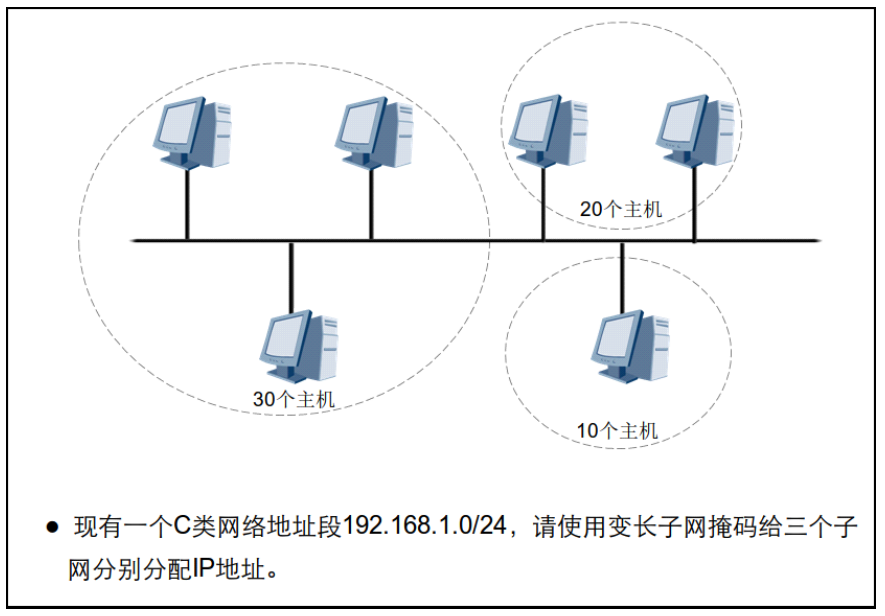 20个主机
30个主机
10个主机
● 现有一个C类网络地址段192.168.1.0/24，请使用变长子网掩码给三个子
网分别分配IP地址。